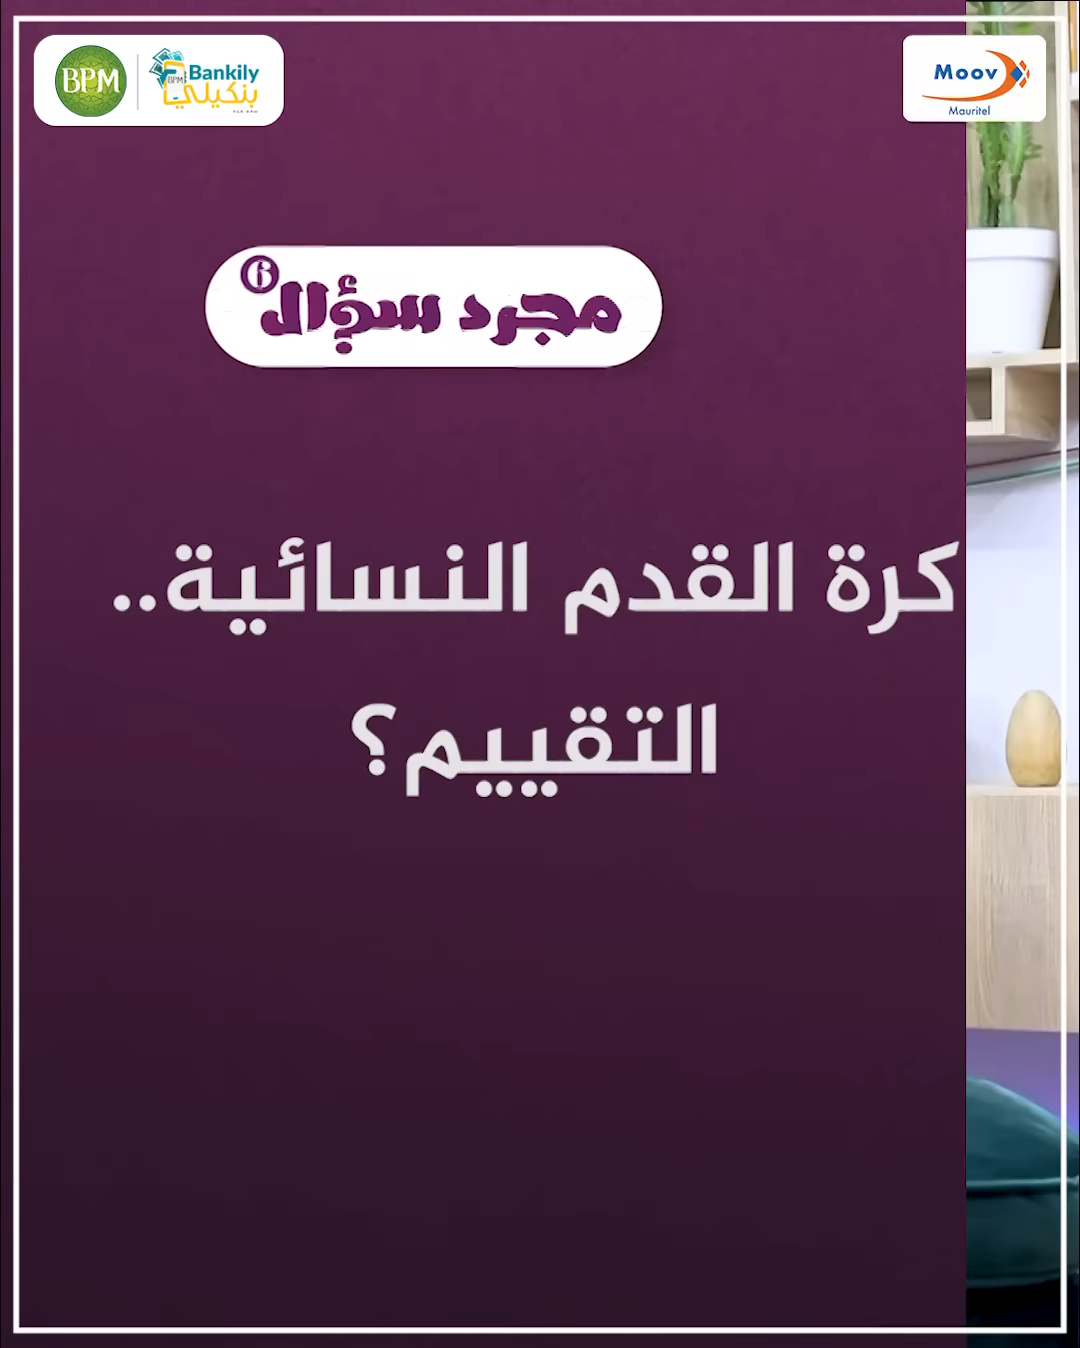 BPM
Bankily
بنكيلي
Moov
Mauritel
مجرد سؤال 6
كرة القدم النسائية..
التقييم؟